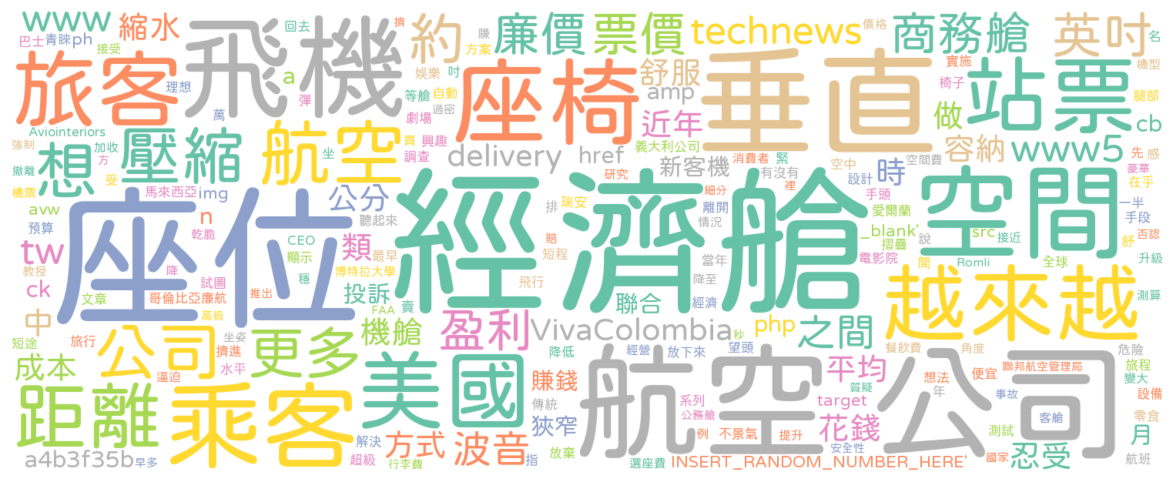 www
縮水
回去
擠
賺
約
廉價
票價
technews
商務艙
英吋
名
巴士
青睞
ph
接受
方案
價格
旅客
飛機
理想
a
彈
娛樂
吋
座椅
舒服
垂直
實施
機型
站票
萬
等艙
自動
過密
amp
椅子
腿部
Aviointeriors
劇場
近年
做
cb
強制
加收
方
想
壓縮
航空
坐
買
興趣
調查
義大利公司
容納
www5
先
感
撤離
受
delivery
href
新客機
消費者
緊
空中
空間費
豪華
機票
馬來西亞
img
公分
研究
有沒有
裡
設計
時
在乎
avw
預算
n
乾脆
座位
聽起來
排
瑞安
細分
離開
手頭
愛爾蘭
空間
一半
手段
經濟艙
情況
_blank'
說
src
接近
舒
否認
tw
教授
降
試圖
CEO
顯示
類
最早
賠
短程
當年
摺疊
電影院
間
Romli
全球
升級
ck
文章
哥倫比亞廉航
推出
穩
博特拉大學
投訴
賣
飛行
降至
聯合
經濟
越來越
測算
中
高級
FAA
機艙
盈利
VivaColombia
秒
php
之間
短途
旅行
公司
坐姿
擠進
更多
降低
經營
放下來
望頭
餐飲費
角度
危險
成本
逼迫
水平
美國
賺錢
質疑
平均
想法
便宜
聯邦航空管理局
旅程
變大
距離
乘客
傳統
狹窄
系列
公務艙
target
年
事故
設備
航空公司
解決
方式
波音
例
不景氣
提升
花錢
客艙
零食
月
a4b3f35b
早多
超級
行李費
放棄
指
選座費
INSERT_RANDOM_NUMBER_HERE'
安全性
測試
國家
忍受
航班